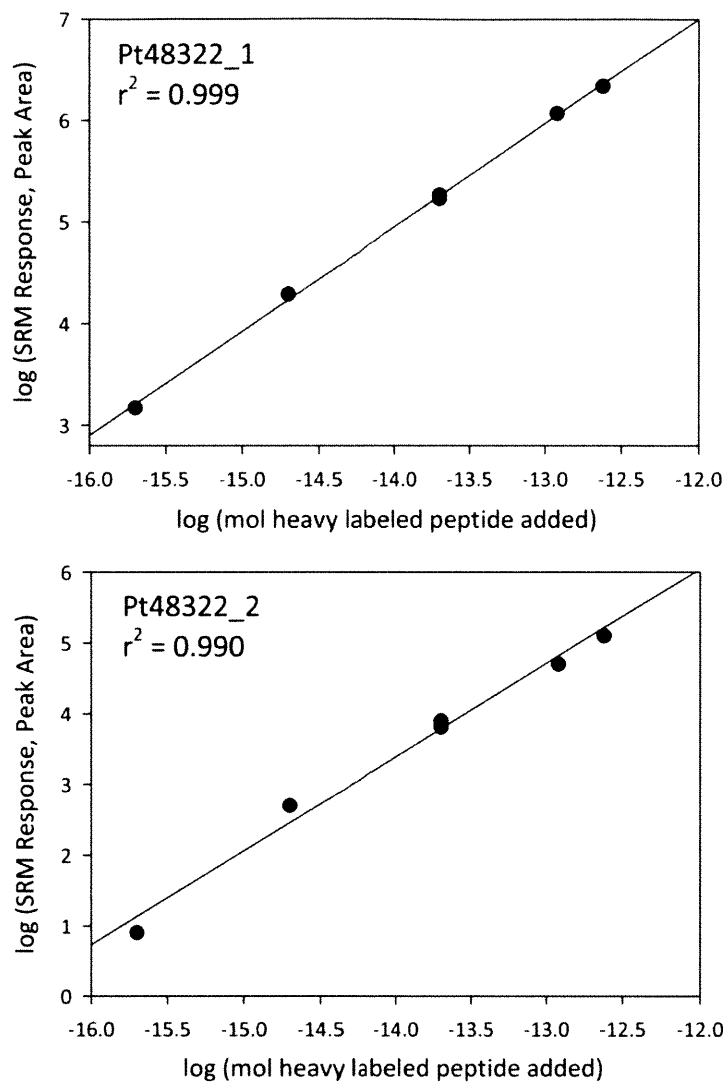 Pt48322_1
r² = 0.999
log (SRM Response, Peak Area)
7
6
5
4
3
-16.0 -15.5 -15.0 -14.5 -14.0 -13.5 -13.0 -12.5 -12.0
log (mol heavy labeled peptide added)
Pt48322_2
r² = 0.990
log (SRM Response, Peak Area)
6
5
4
3
2
1
0
-16.0 -15.5 -15.0 -14.5 -14.0 -13.5 -13.0 -12.5 -12.0
log (mol heavy labeled peptide added)